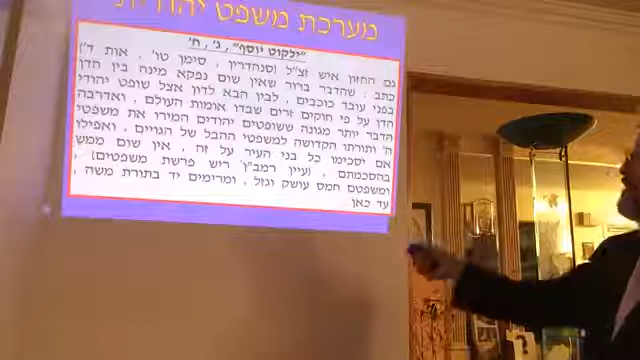 מערכת משפט יהודית
"ילקוט יוסף", ג', ח'
גם החזון איש זצ"ל (סנהדרין , סימן טו' , אות ד')
כתב : שהדבר ברור שאין שום נפקא מינה בין הדן
בפני עובד כוכבים , לבין הבא לדון אצל שופט יהודי
הדן על פי חוקים זרים שבדו אומות העולם , ואדרבה
הדבר יותר מגונה ששופטים יהודים המירו את משפטי
ה' ותורתו הקדושה למשפטי ההבל של הגויים , ואפילו
אם יסכימו כל בני העיר על זה , אין שום ממש
בהסכמתם , (עיין רמב"ן ריש פרשת משפטים) ,
ומשפטם חמס עושק וגזל , ומרימים יד בתורת משה ,
עד כאן